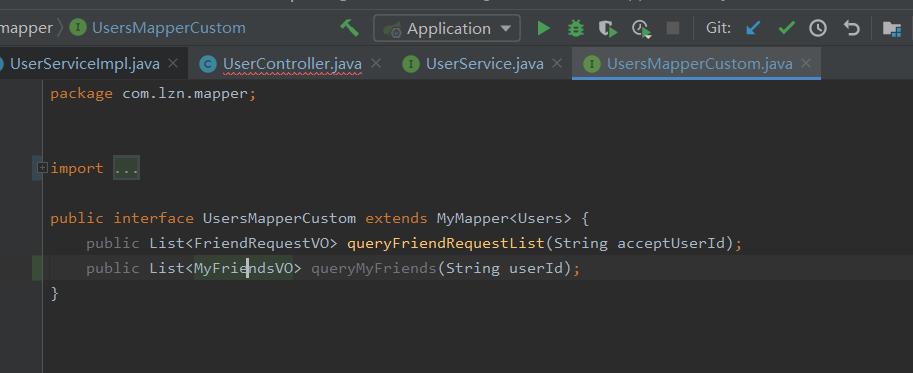 mapper 〉 UsersMapperCustom
Application
Git:
UserServiceImpl.java
UserController.java
UserService.java
UsersMapperCustom.java
package com.lzn.mapper;
import ...
public interface UsersMapperCustom extends MyMapper<Users> {
public List<FriendRequestVO> queryFriendRequestList(String acceptUserId);
public List<MyFriendsVO> queryMyFriends(String userId);
}